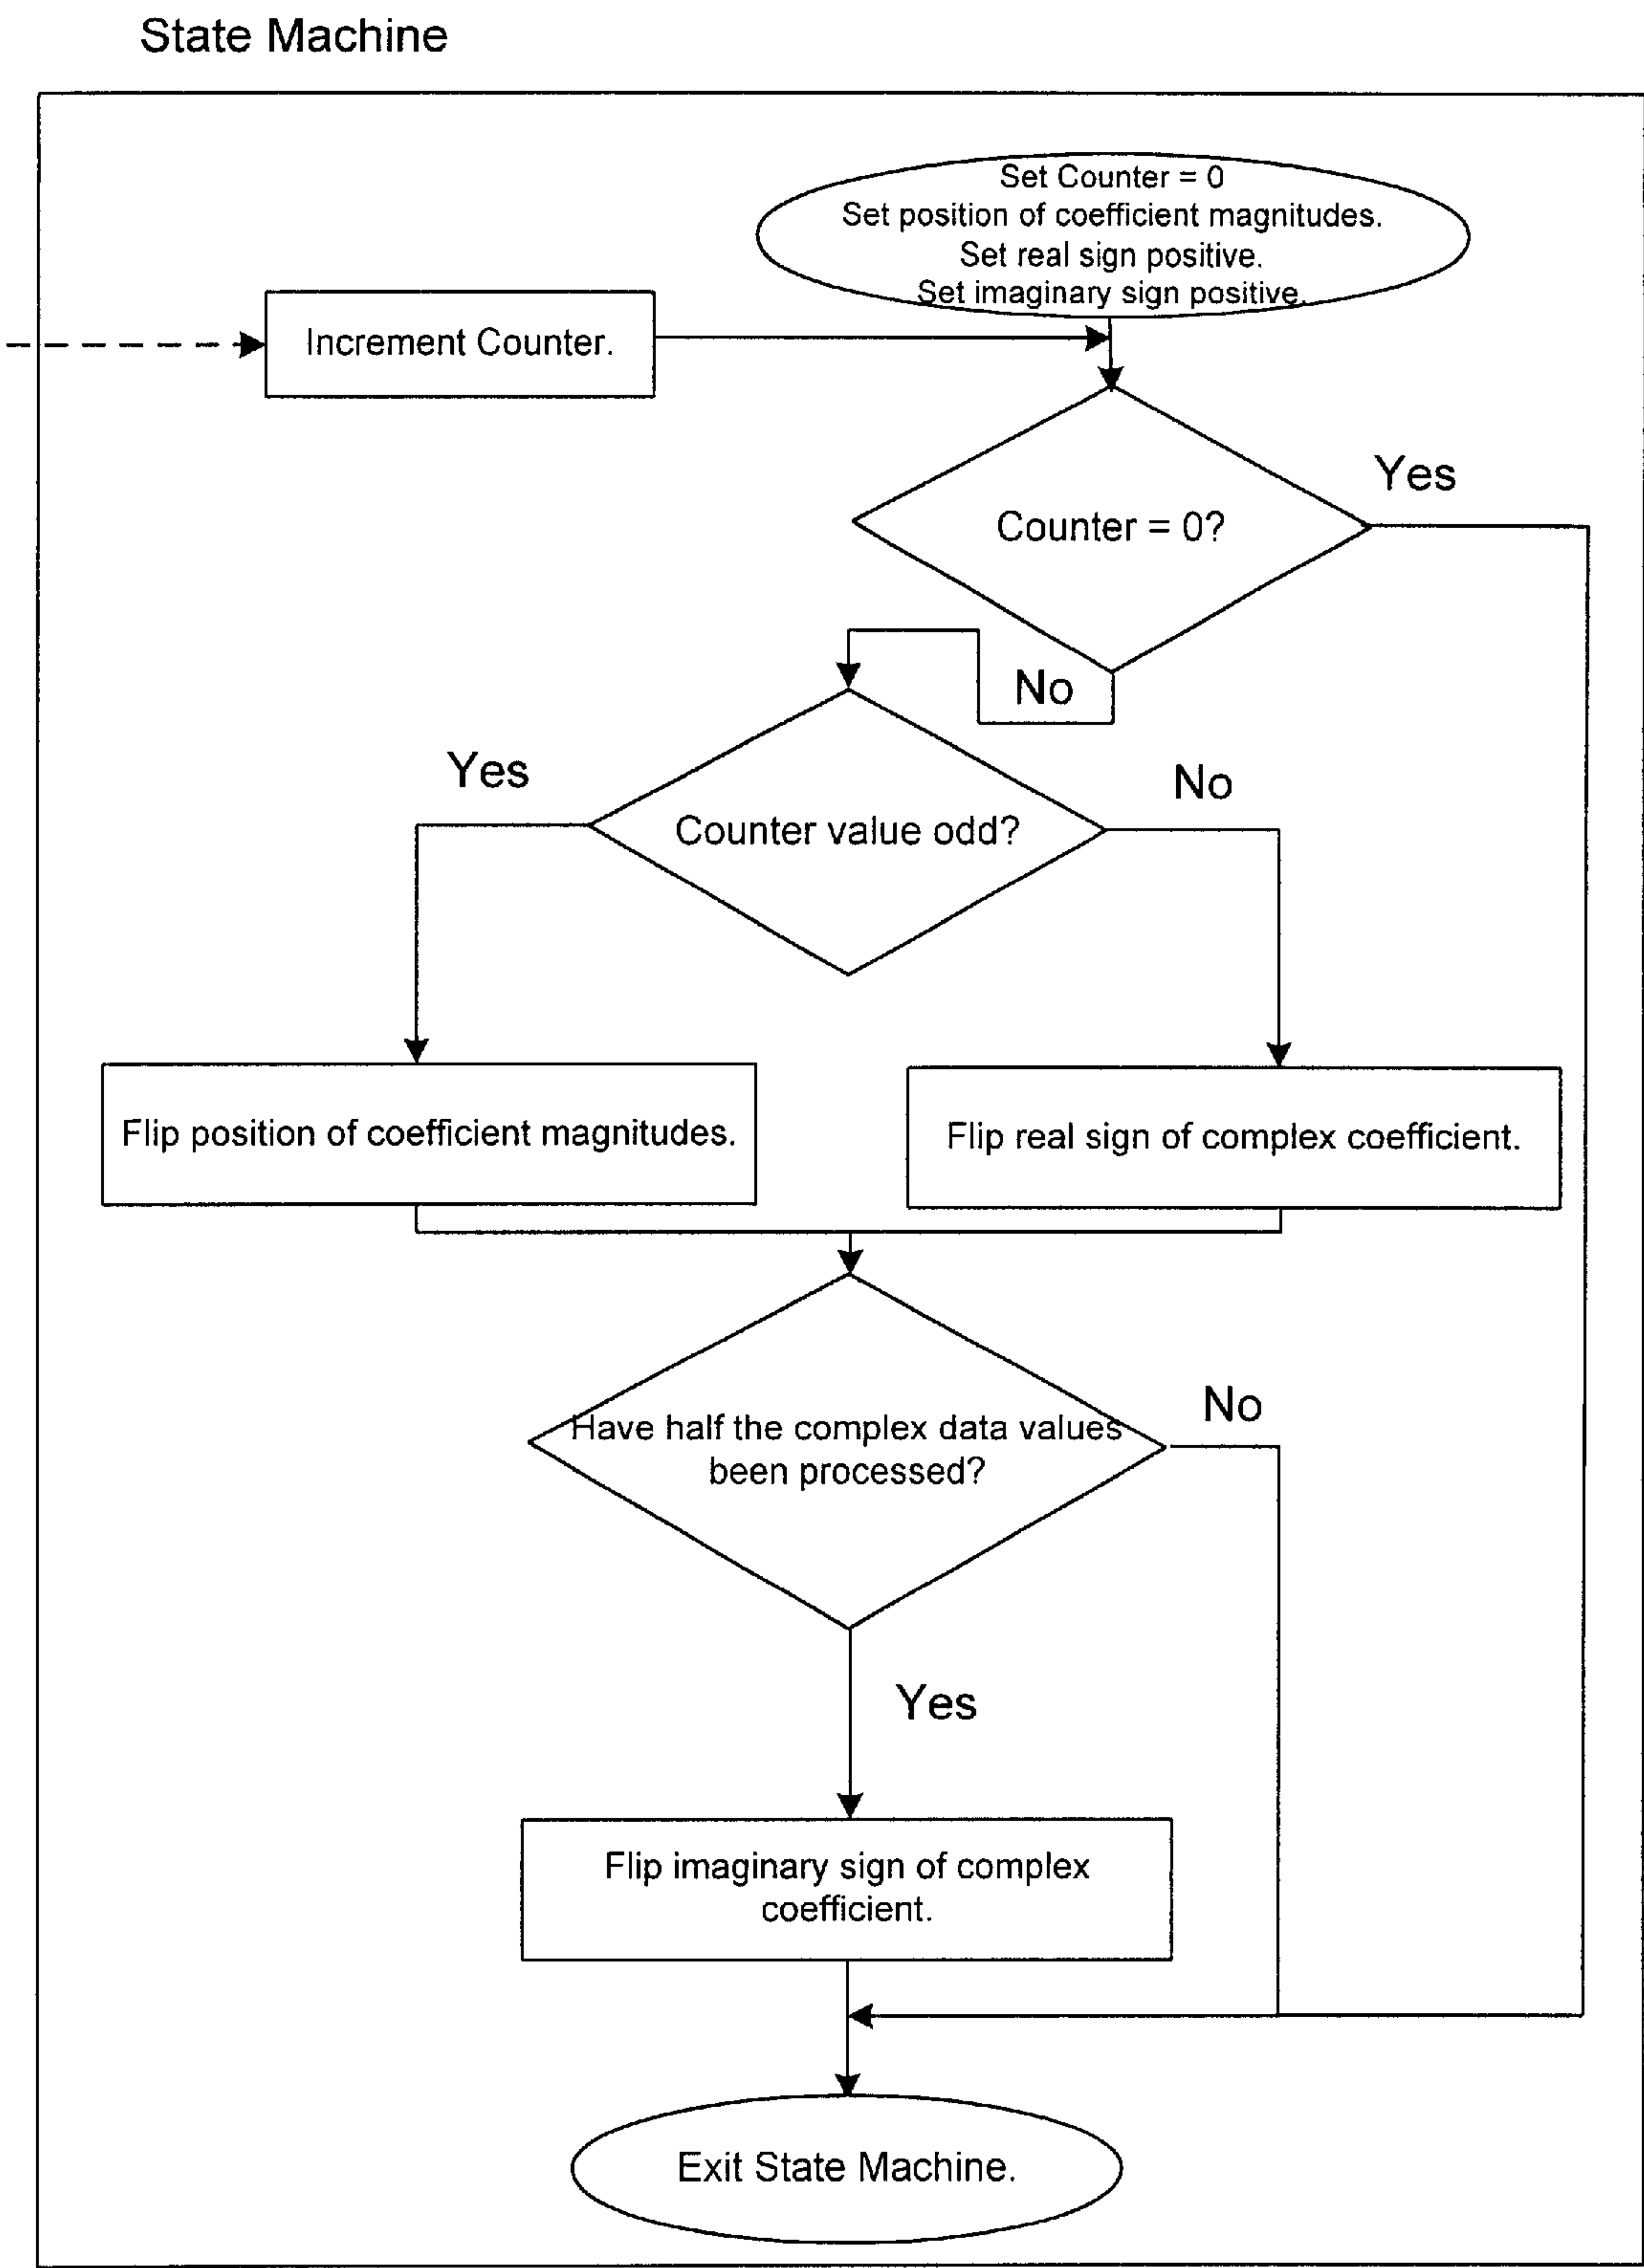 State Machine
Set Counter = 0
Set position of coefficient magnitudes.
Set real sign positive.
Set imaginary sign positive.
Increment Counter.
Counter = 0?
Yes
No
Counter value odd?
Yes
No
Flip position of coefficient magnitudes.
Flip real sign of complex coefficient.
Have half the complex data values
been processed?
No
Yes
Flip imaginary sign of complex
coefficient.
Exit State Machine.